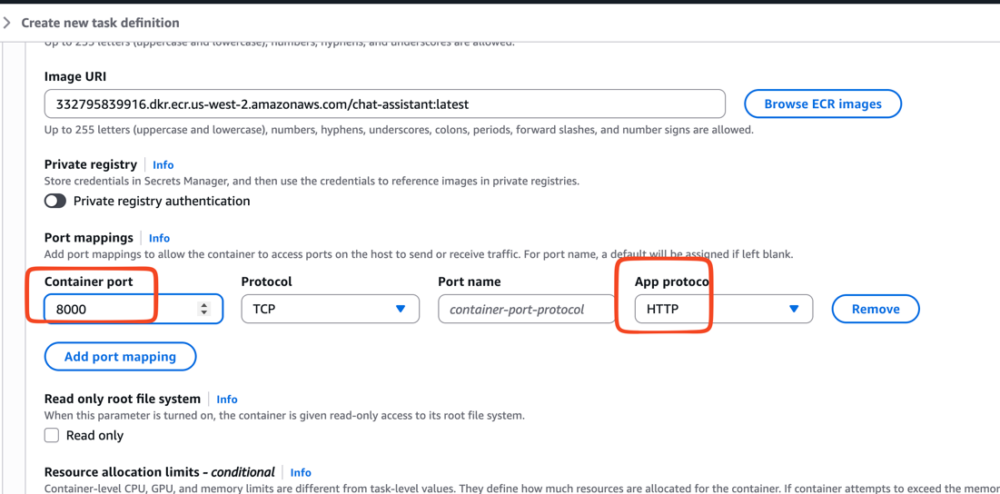 Create new task definition
Up to 255 letters (uppercase and lowercase), numbers, hyphens, and underscores are allowed.
Image URI
332795839916.dkr.ecr.us-west-2.amazonaws.com/chat-assistant:latest
Browse ECR images
Up to 255 letters (uppercase and lowercase), numbers, hyphens, underscores, colons, periods, forward slashes, and number signs are allowed.
Private registry Info
Store credentials in Secrets Manager, and then use the credentials to reference images in private registries.
Private registry authentication
Port mappings Info
Add port mappings to allow the container to access ports on the host to send or receive traffic. For port name, a default will be assigned if left blank.
Container port Protocol Port name App protoco
8000 TCP container-port-protocol HTTP Remove
Add port mapping
Read only root file system Info
When this parameter is turned on, the container is given read-only access to its root file system.
Read only
Resource allocation limits - conditional Info
Container-level CPU, GPU, and memory limits are different from task-level values. They define how much resources are allocated for the container. If container attempts to exceed the memor